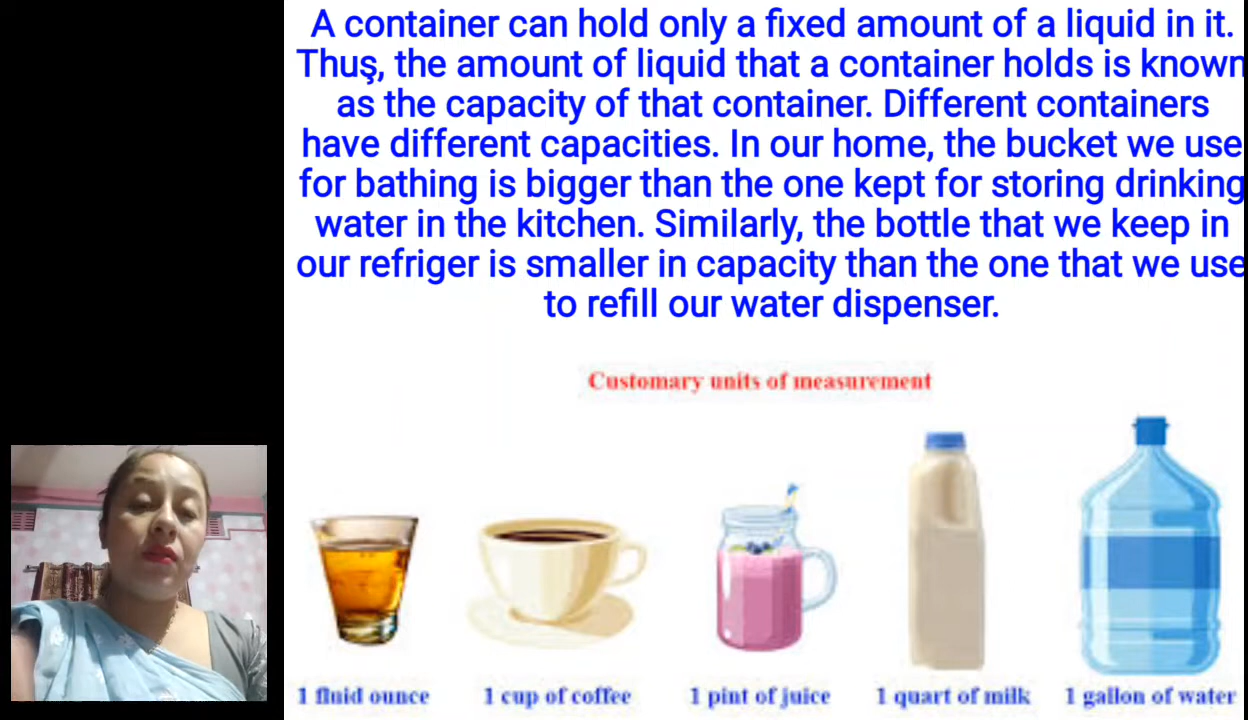 A container can hold only a fixed amount of a liquid in it.
Thus, the amount of liquid that a container holds is known
as the capacity of that container. Different containers
have different capacities. In our home, the bucket we use
for bathing is bigger than the one kept for storing drinking
water in the kitchen. Similarly, the bottle that we keep in
our refriger is smaller in capacity than the one that we use
to refill our water dispenser.
Customary units of measurement
1 fluid ounce
1 cup of coffee
1 pint of juice
1 quart of milk
1 gallon of water